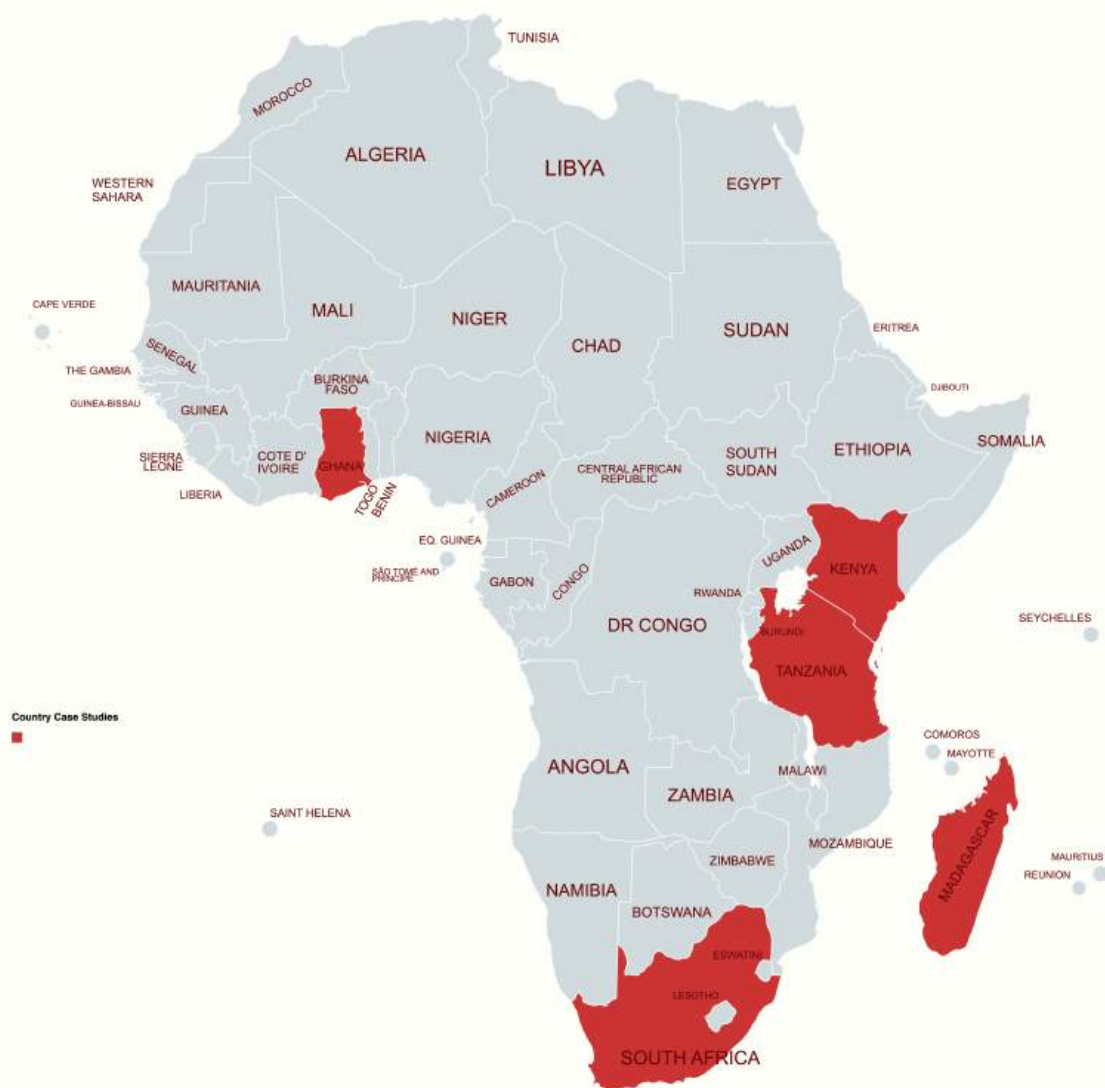 TUNISIA
MOROCCO
ALGERIA
LIBYA
EGYPT
WESTERN
SAHARA
MAURITANIA
MALI
NIGER
CHAD
SUDAN
ERITREA
CAPE VERDE
SENEGAL
THE GAMBIA
GUINEA-BISSAU
GUINEA
BURKINA
FASO
DJIBOUTI
SIERRA
LEONE
LIBERIA
COTE D'
IVOIRE
GHANA
TOGO
BENIN
NIGERIA
CAMEROON
CENTRAL AFRICAN
REPUBLIC
SOUTH
SUDAN
ETHIOPIA
SOMALIA
EQ. GUINEA
SÃO TOMÉ AND
PRINCIPE
GABON
CONGO
DR CONGO
UGANDA
KENYA
RWANDA
BURUNDI
TANZANIA
SEYCHELLES
Country Case Studies
COMOROS
MAYOTTE
ANGOLA
ZAMBIA
MALAWI
SAINT HELENA
MOZAMBIQUE
MADAGASCAR
MAURITIUS
REUNION
NAMIBIA
ZIMBABWE
BOTSWANA
ESWATINI
LESOTHO
SOUTH AFRICA